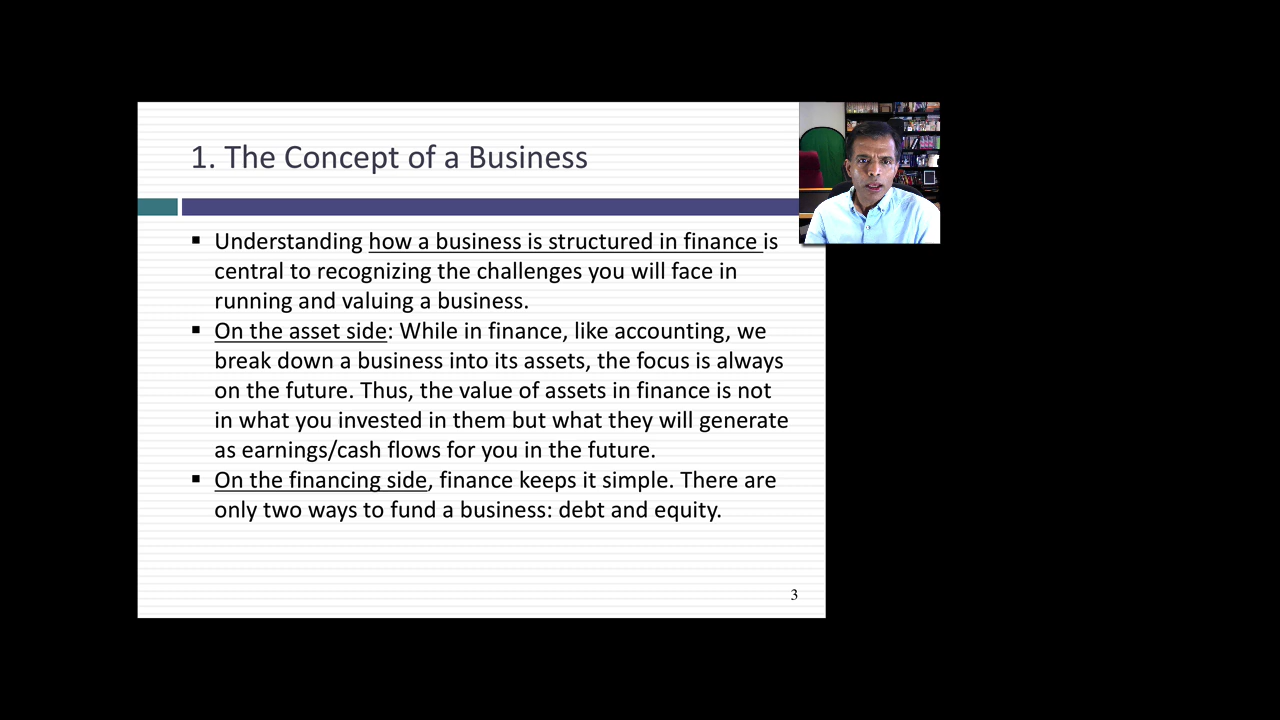 1. The Concept of a Business
▪ Understanding how a business is structured in finance is
central to recognizing the challenges you will face in
running and valuing a business.
▪ On the asset side: While in finance, like accounting, we
break down a business into its assets, the focus is always
on the future. Thus, the value of assets in finance is not
in what you invested in them but what they will generate
as earnings/cash flows for you in the future.
▪ On the financing side, finance keeps it simple. There are
only two ways to fund a business: debt and equity.
3